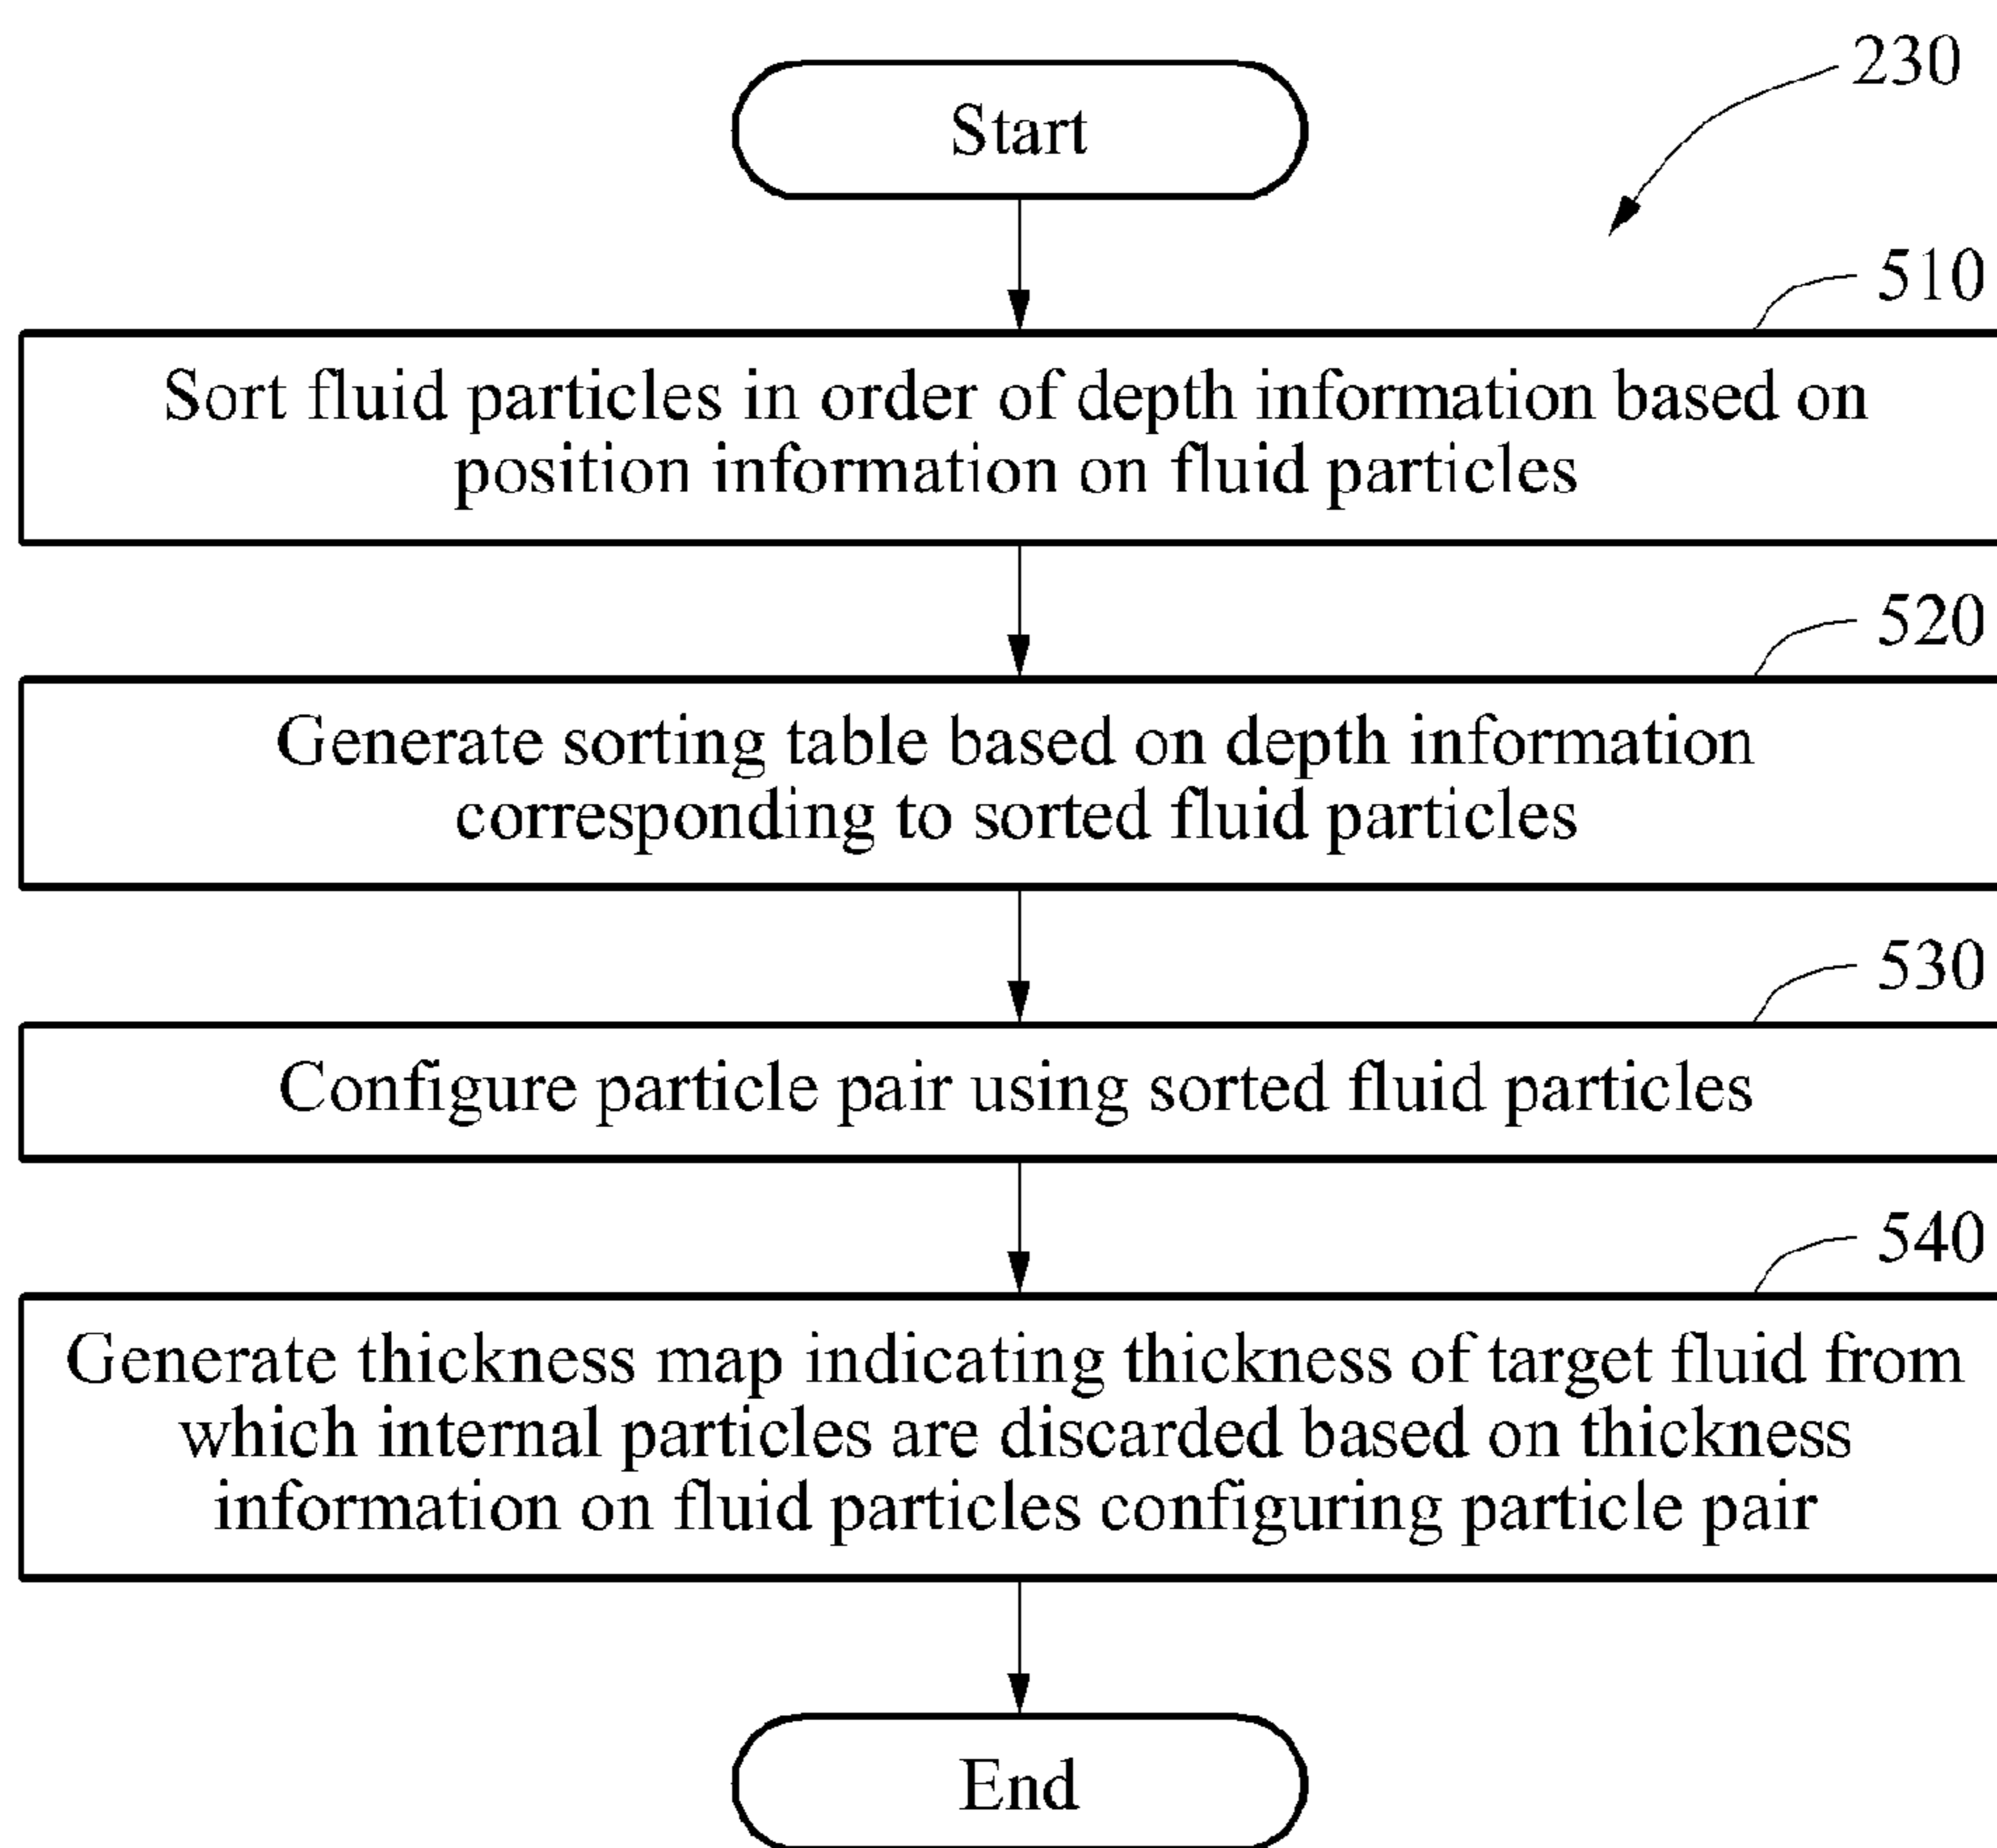 230
Start
510
Sort fluid particles in order of depth information based on
position information on fluid particles
520
Generate sorting table based on depth information
corresponding to sorted fluid particles
530
Configure particle pair using sorted fluid particles
540
Generate thickness map indicating thickness of target fluid from
which internal particles are discarded based on thickness
information on fluid particles configuring particle pair
End